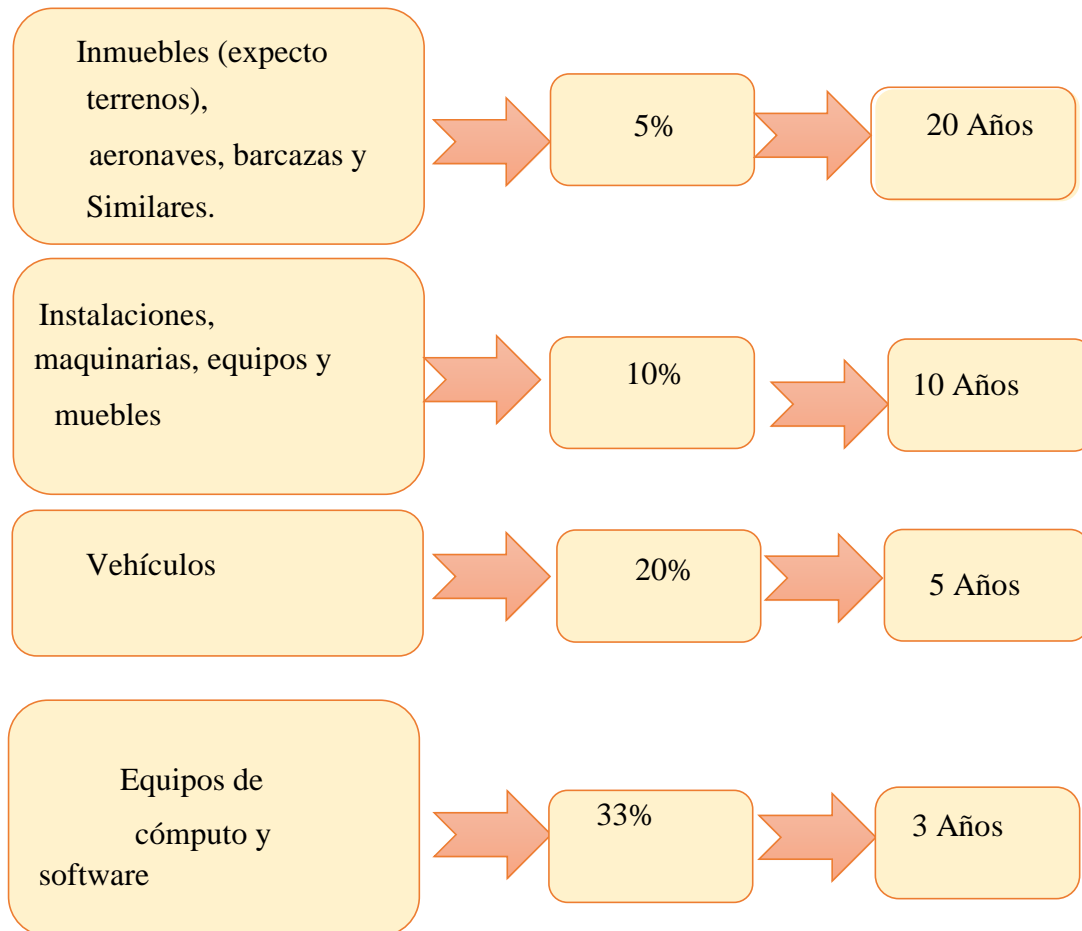 Inmuebles (expecto
terrenos),
aeronaves, barcazas y
Similares.
5%
20 Años
Instalaciones,
maquinarias, equipos y
muebles
10%
10 Años
Vehículos
20%
5 Años
Equipos de
cómputo y
software
33%
3 Años